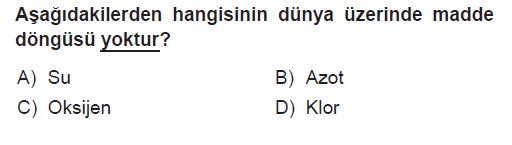 Aşağıdakilerden hangisinin dünya üzerinde madde
döngüsü yoktur?
A) Su
B) Azot
C) Oksijen
D) Klor